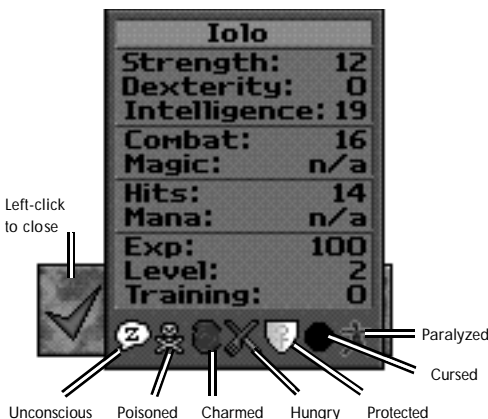 Iolo
Strength: 12
Dexterity: 0
Intelligence: 19
Combat: 16
Magic: n/a
Hits: 14
Mana: n/a
Exp: 100
Level: 2
Training: 0
Left-click
to close
Z
Paralyzed
Cursed
Unconscious Poisoned Charmed Hungry Protected